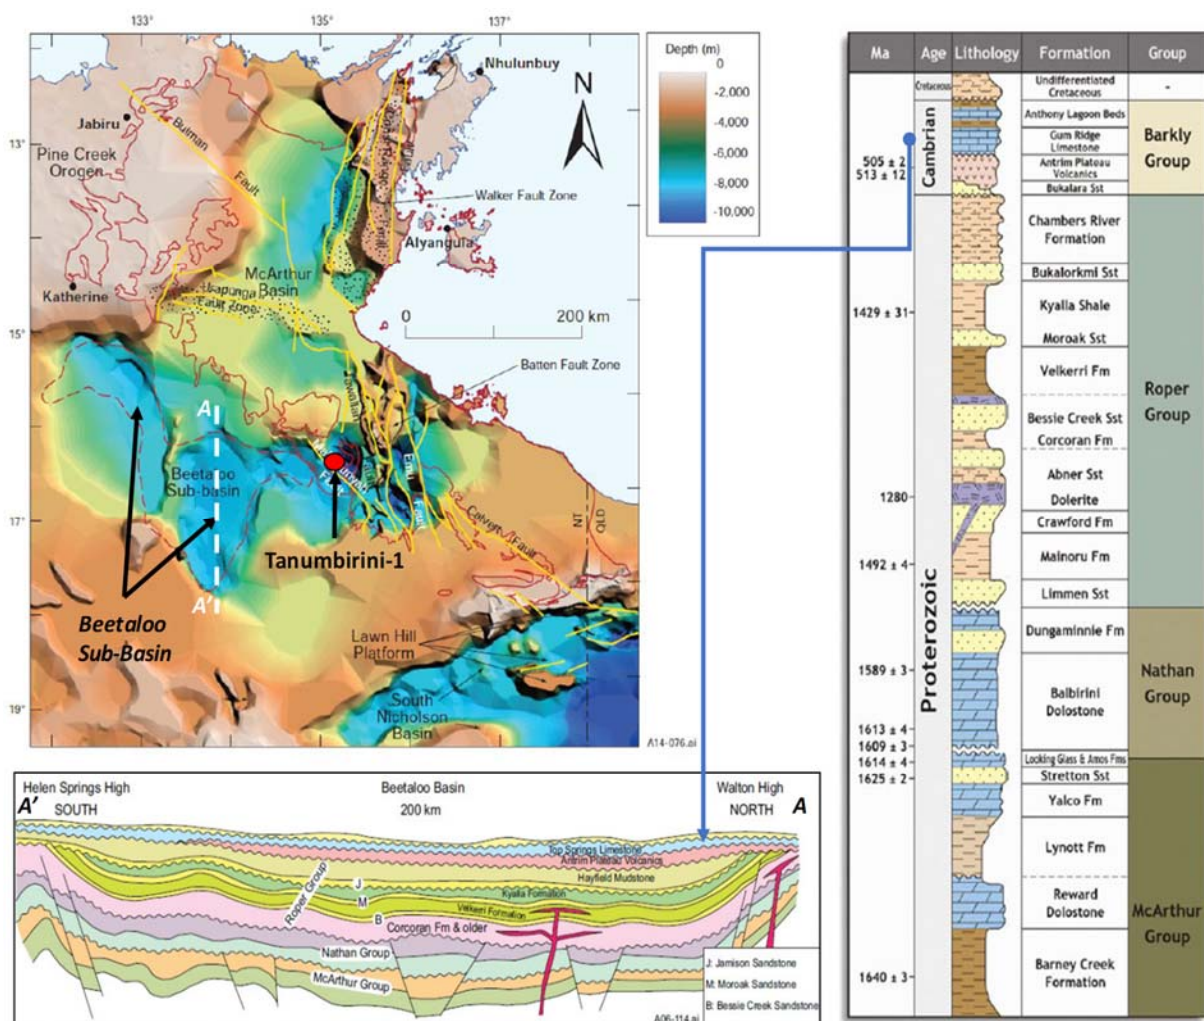 133°
135°
137°
Depth (m)
0
-2,000
-4,000
-6,000
-8,000
-10,000
Nhulunbuy
N
Jabiru
Bulman
Fault
13°
Pine Creek
Orogen
Walker Fault Zone
Alyangula
McArthur
Basin
Urapunga
Fault Zone
Katherine
0
200 km
15°
Batten Fault Zone
A
Beetaloo
Sub-basin
Emu
Fault
17°
Calvert
Fault
NT
QLD
Tanumbirini-1
A'
Beetaloo
Sub-Basin
Lawn Hill
Platform
South
Nicholson
Basin
19°
A14-076.ai
Helen Springs High
Beetaloo Basin
Walton High
A'
SOUTH
200 km
NORTH
A
Top Springs Limestone
Antrim Plateau Volcanics
Hayfield Mudstone
Roper Group
J
Kyalla Formation
M
Velkerri Formation
B
Corcoran Fm & older
Nathan Group
McArthur Group
J: Jamison Sandstone
M: Moroak Sandstone
B: Bessie Creek Sandstone
A06-114.ai
Ma
Age
Lithology
Formation
Group
Cretaceous
Undifferentiated
Cretaceous
-
Cambrian
Anthony Lagoon Beds
Gum Ridge
Limestone
Barkly
Group
505 ± 2
513 ± 12
Antrim Plateau
Volcanics
Bukalara Sst
Proterozoic
Chambers River
Formation
Bukalorkmi Sst
Kyalla Shale
1429 ± 31
Moroak Sst
Velkerri Fm
Roper
Group
Bessie Creek Sst
Corcoran Fm
Abner Sst
1280
Dolerite
Crawford Fm
Mainoru Fm
1492 ± 4
Limmen Sst
Dungaminnie Fm
Nathan
Group
1589 ± 3
Balbirini
Dolostone
1613 ± 4
1609 ± 3
1614 ± 4
Looking Glass & Amos Fms
1625 ± 2
Stretton Sst
Yalco Fm
Lynott Fm
Reward
Dolostone
McArthur
Group
Barney Creek
Formation
1640 ± 3